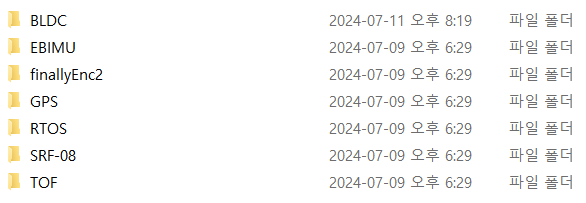 BLDC 2024-07-11 오후 8:19 파일 폴더
EBIMU 2024-07-09 오후 6:29 파일 폴더
finallyEnc2 2024-07-09 오후 6:29 파일 폴더
GPS 2024-07-09 오후 6:29 파일 폴더
RTOS 2024-07-09 오후 6:29 파일 폴더
SRF-08 2024-07-09 오후 6:29 파일 폴더
TOF 2024-07-09 오후 6:29 파일 폴더